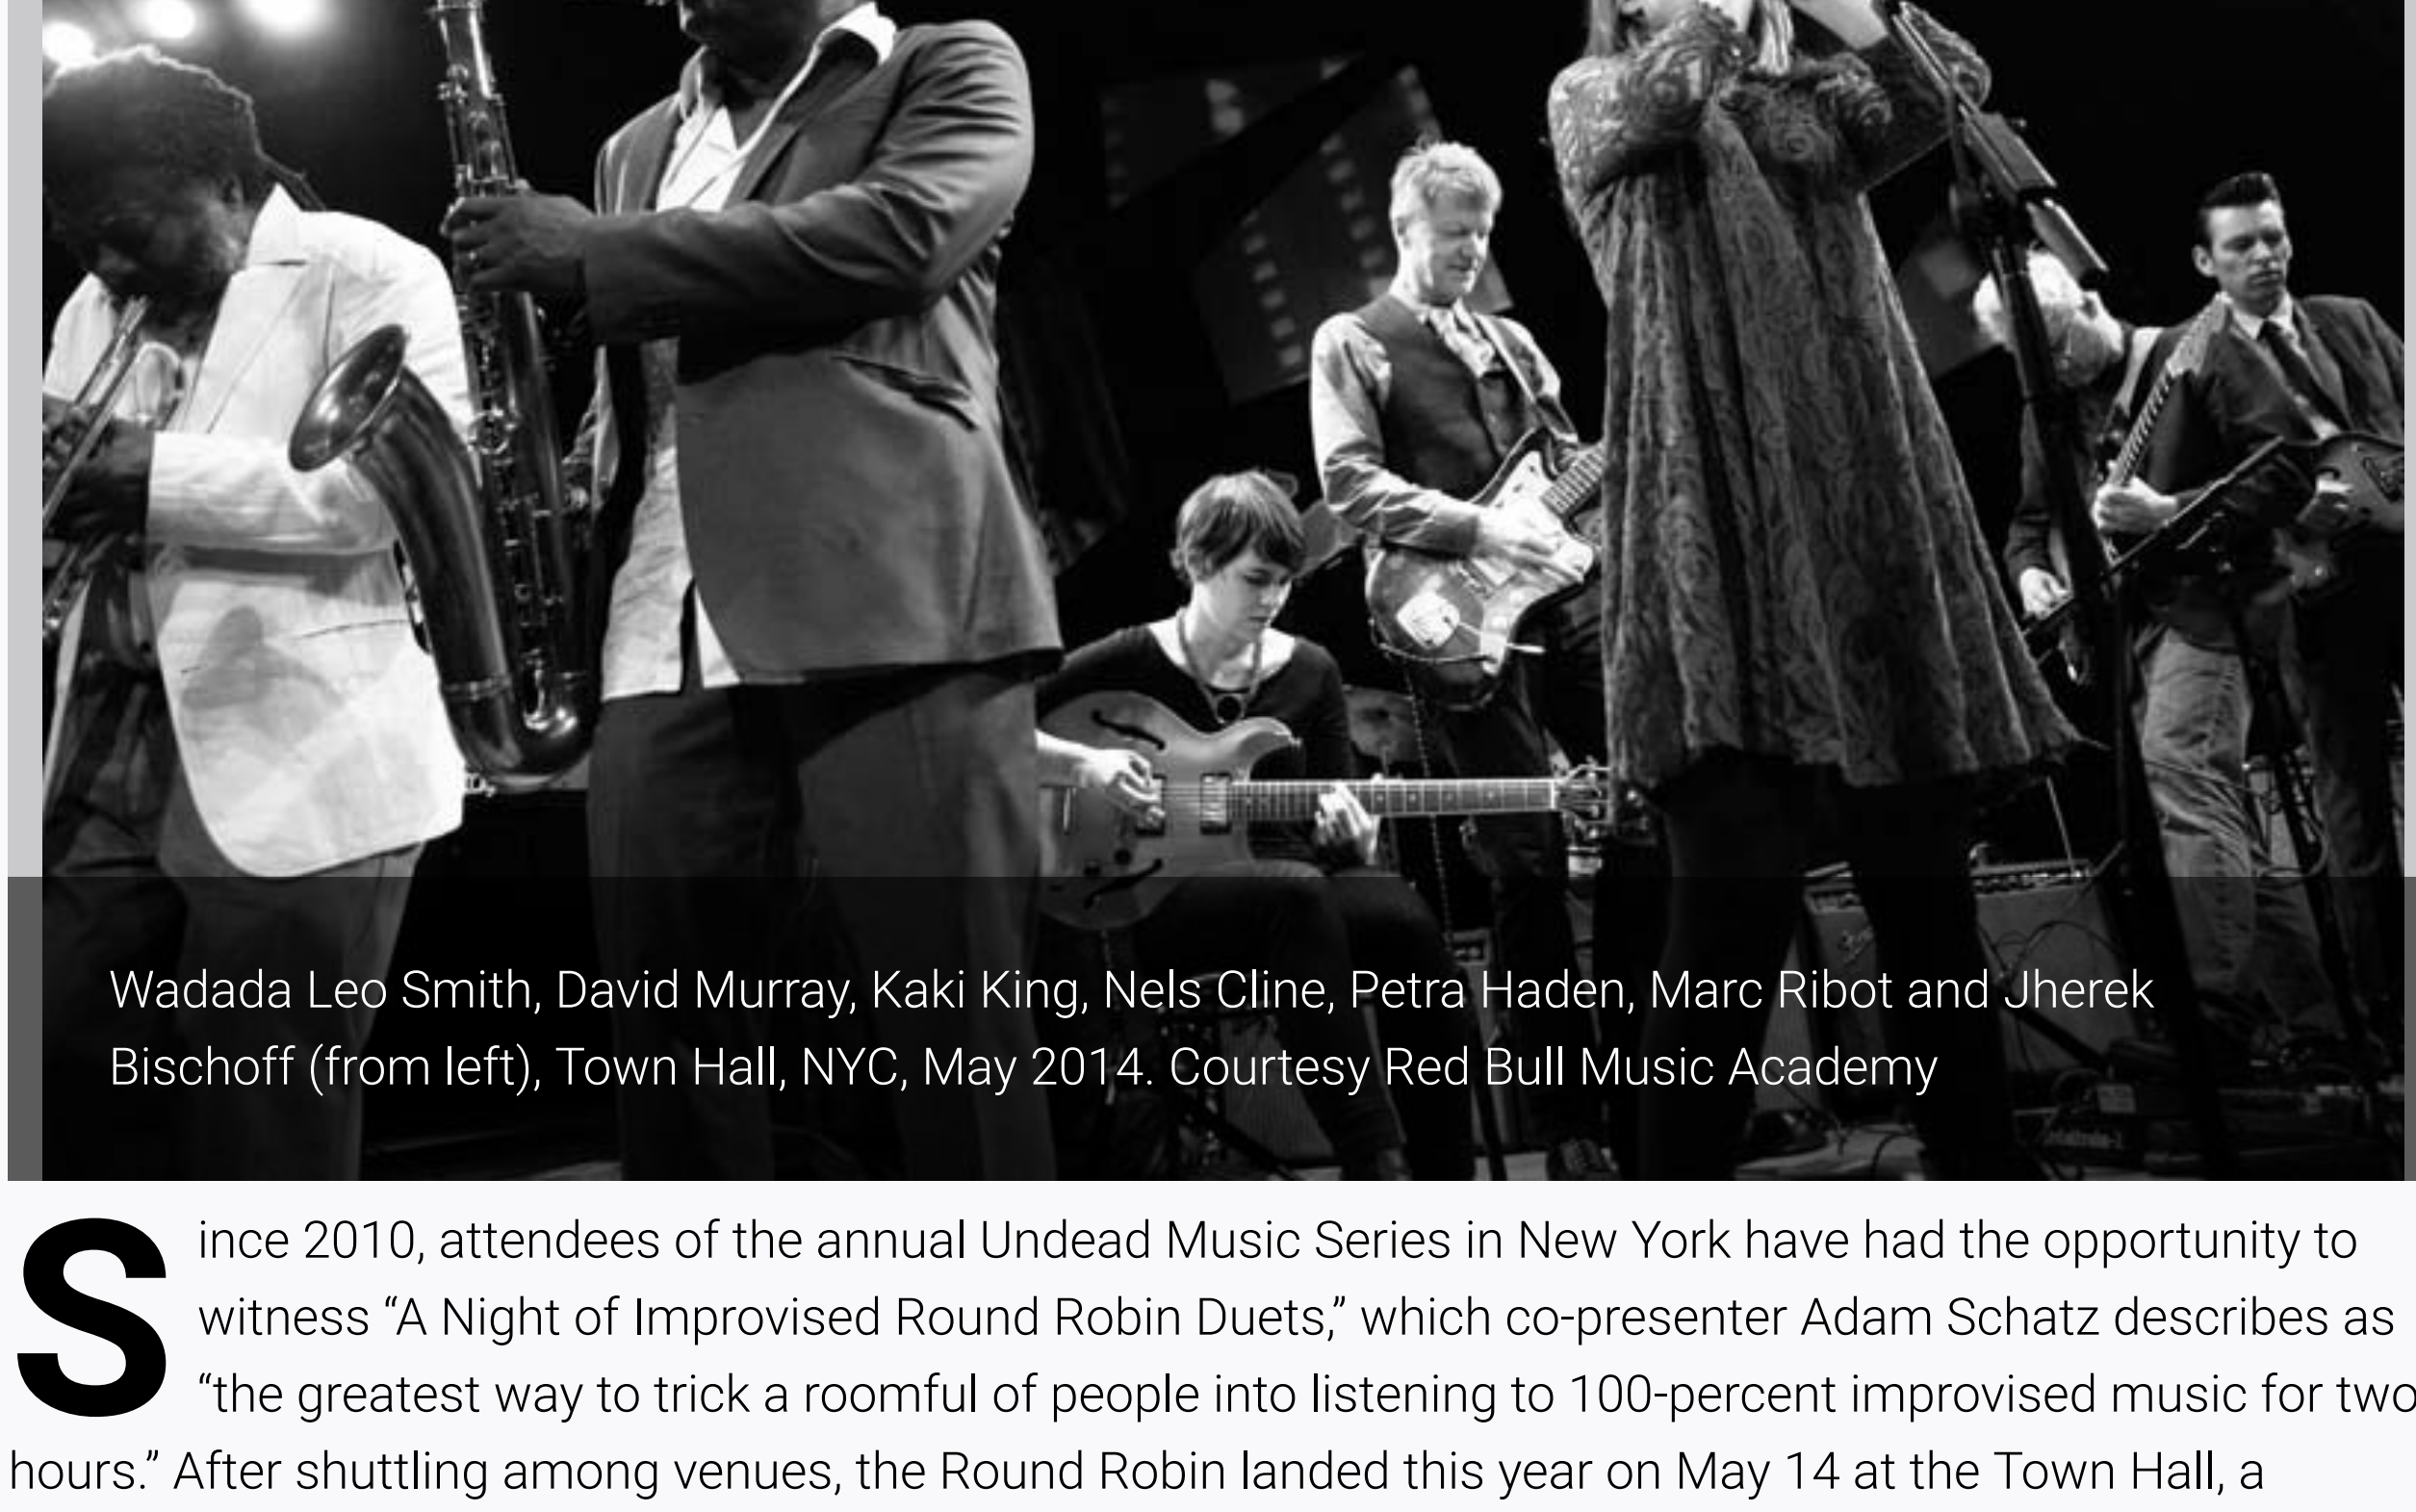 Wadada Leo Smith, David Murray, Kaki King, Nels Cline, Petra Haden, Marc Ribot and Jherek
Bischoff (from left), Town Hall, NYC, May 2014. Courtesy Red Bull Music Academy
Since 2010, attendees of the annual Undead Music Series in New York have had the opportunity to
witness “A Night of Improvised Round Robin Duets,” which co-presenter Adam Schatz describes as
“the greatest way to trick a roomful of people into listening to 100-percent improvised music for two
hours.” After shuttling among venues, the Round Robin landed this year on May 14 at the Town Hall, a